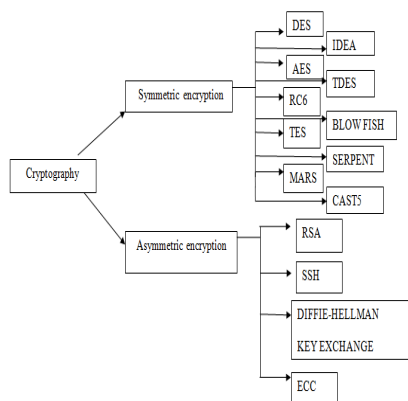 DES
IDEA
AES
TDES
Symmetric encryption
RC6
BLOW FISH
TES
SERPENT
Cryptography
MARS
CAST5
RSA
Asymmetric encryption
SSH
DIFFIE-HELLMAN
KEY EXCHANGE
ECC